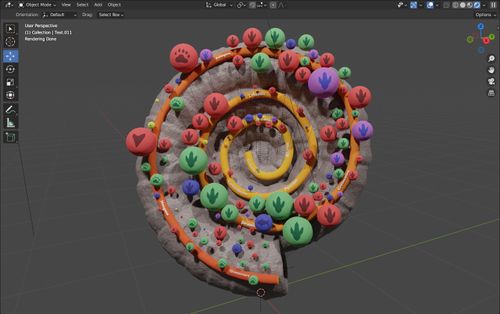 Object Mode View Select Add Object Global Options
Orientation: Default Drag: Select Box
User Perspective
(1) Collection | Text.011
Rendering Done